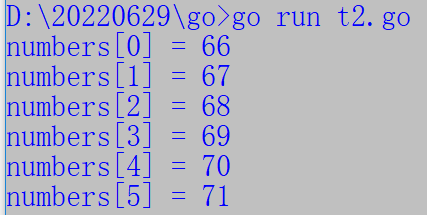 D:\20220629\go>go run t2.go
numbers[0] = 66
numbers[1] = 67
numbers[2] = 68
numbers[3] = 69
numbers[4] = 70
numbers[5] = 71